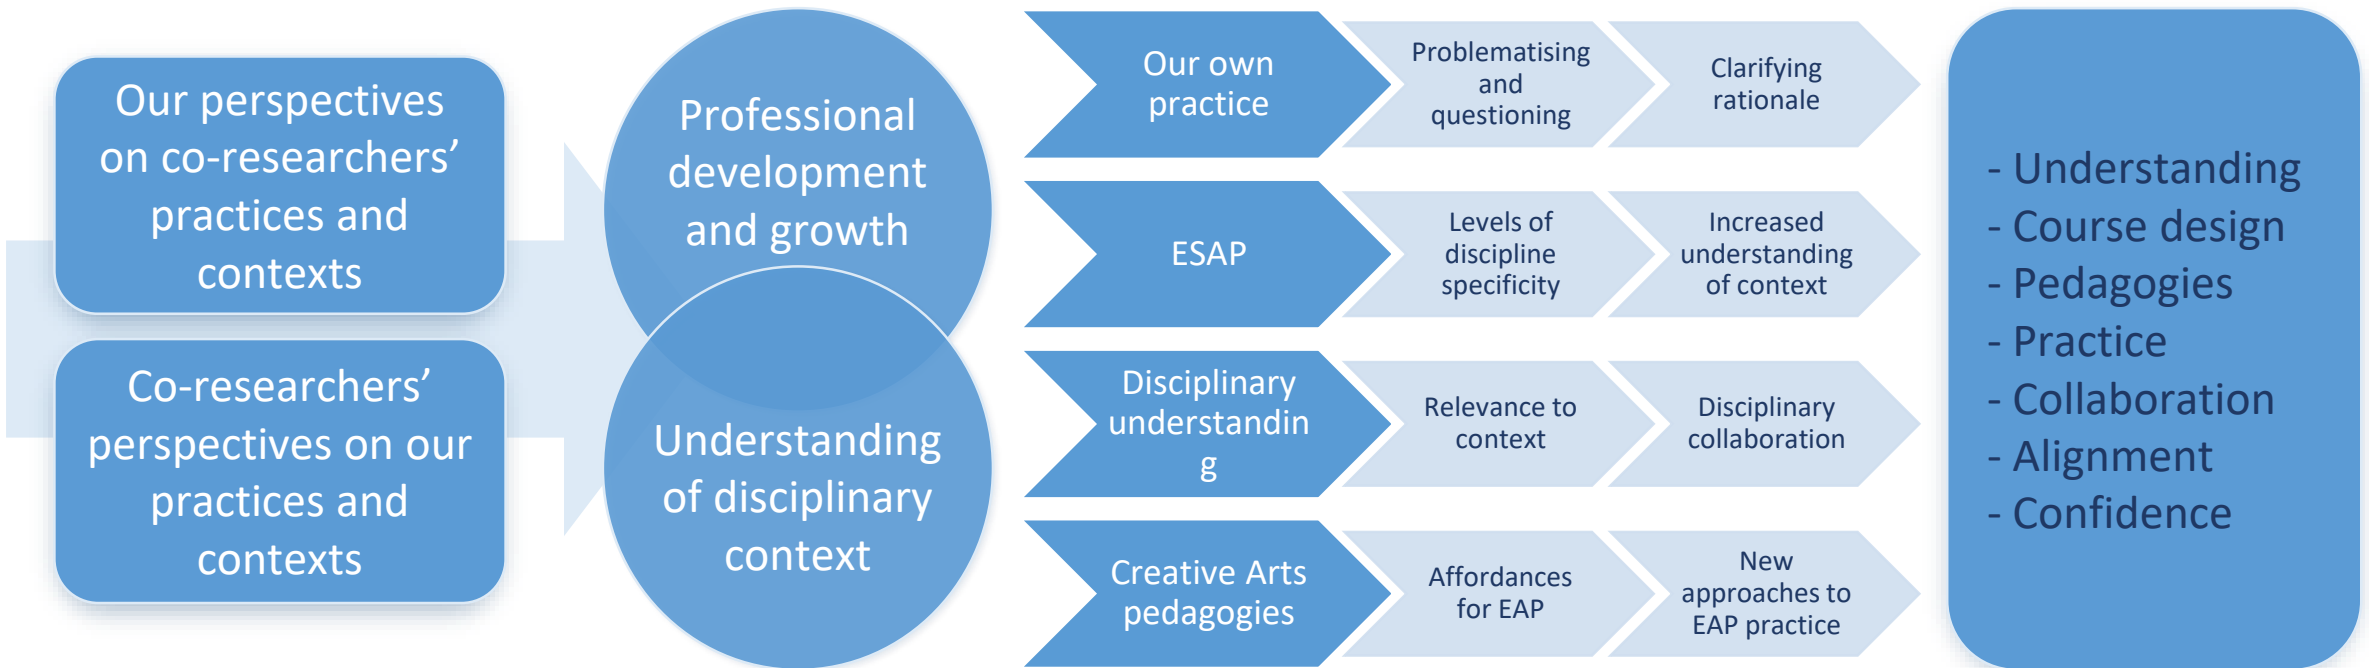 Our perspectives
on co-researchers’
practices and
contexts
Co-researchers’
perspectives on our
practices and
contexts
Professional
development
and growth
Understanding
of disciplinary
context
Our own
practice
Problematising
and
questioning
Clarifying
rationale
ESAP
Levels of
discipline
specificity
Increased
understanding
of context
Disciplinary
understandin
g
Relevance to
context
Disciplinary
collaboration
Creative Arts
pedagogies
Affordances
for EAP
New
approaches to
EAP practice
- Understanding
- Course design
- Pedagogies
- Practice
- Collaboration
- Alignment
- Confidence